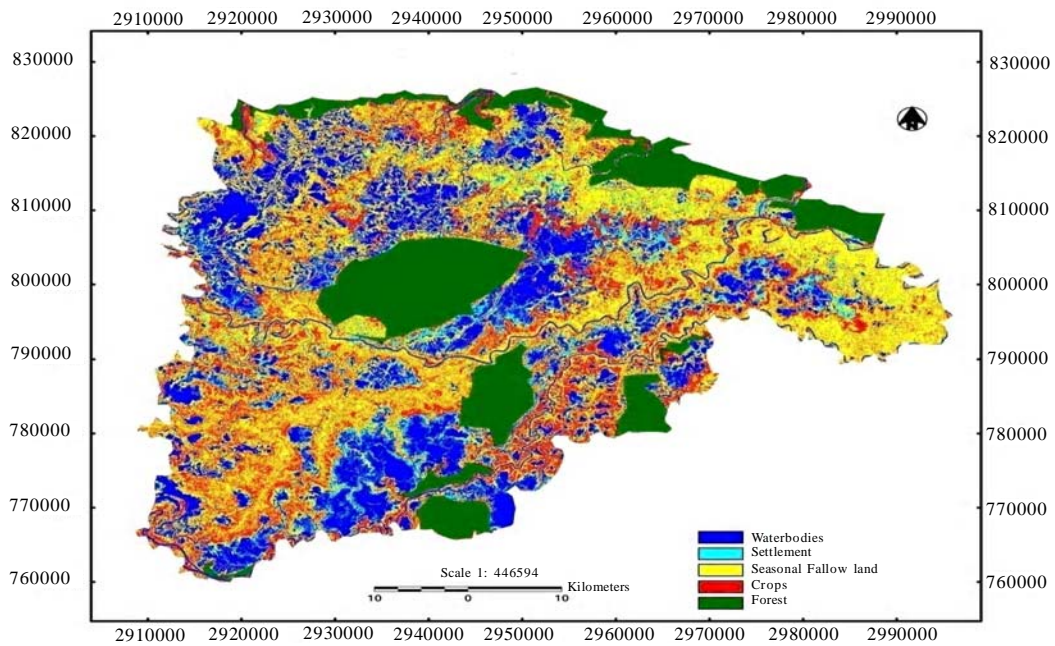 2910000 2920000 2930000 2940000 2950000 2960000 2970000 2980000 2990000
830000 830000
820000 820000
810000 810000
800000 800000
790000 790000
780000 780000
770000 770000
760000 760000
Waterbodies
Settlement
Seasonal Fallow land
Crops
Forest
Scale 1: 446594
Kilometers
10 0 10
2910000 2920000 2930000 2940000 2950000 2960000 2970000 2980000 2990000